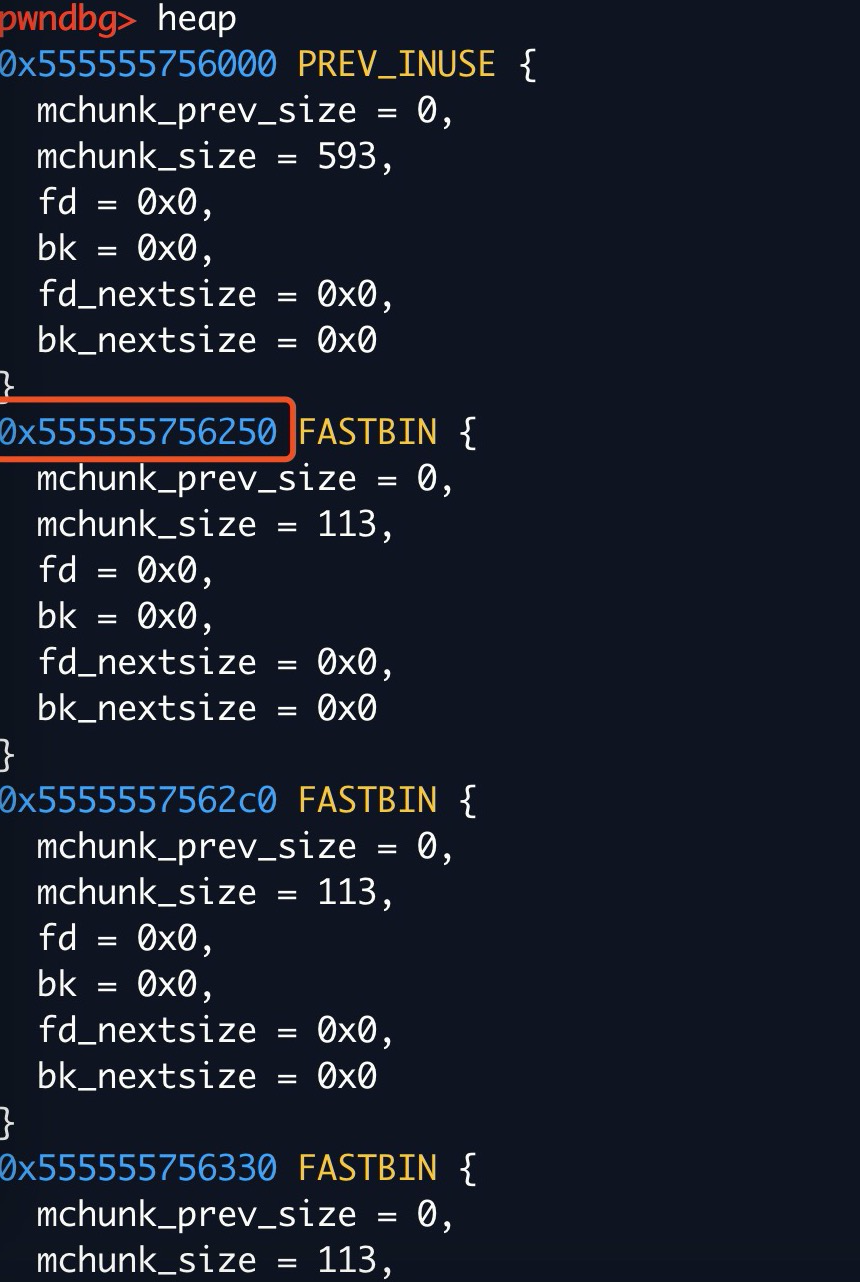 pwndbg> heap
0x555555756000 PREV_INUSE {
mchunk_prev_size = 0,
mchunk_size = 593,
fd = 0x0,
bk = 0x0,
fd_nextsize = 0x0,
bk_nextsize = 0x0
}
0x555555756250 FASTBIN {
mchunk_prev_size = 0,
mchunk_size = 113,
fd = 0x0,
bk = 0x0,
fd_nextsize = 0x0,
bk_nextsize = 0x0
}
0x5555557562c0 FASTBIN {
mchunk_prev_size = 0,
mchunk_size = 113,
fd = 0x0,
bk = 0x0,
fd_nextsize = 0x0,
bk_nextsize = 0x0
}
0x555555756330 FASTBIN {
mchunk_prev_size = 0,
mchunk_size = 113,